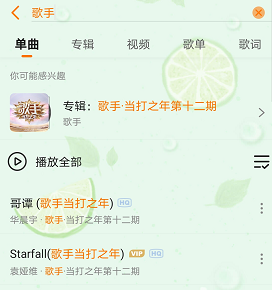 歌手
单曲 专辑 视频 歌单 歌词
你可能感兴趣
专辑：歌手·当打之年第十二期
歌手
歌手
播放全部
哥谭 (歌手当打之年) HQ
华晨宇 · 歌手·当打之年第十二期
Starfall(歌手当打之年) VIP HQ
袁娅维 · 歌手·当打之年第十二期